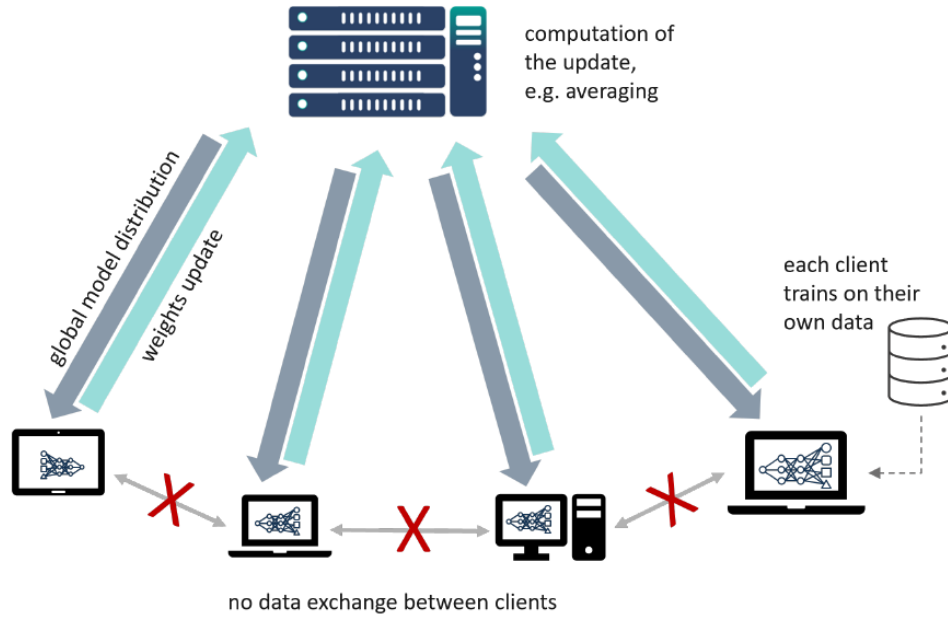 computation of
the update,
e.g. averaging
global model distribution
weights update
each client
trains on their
own data
no data exchange between clients